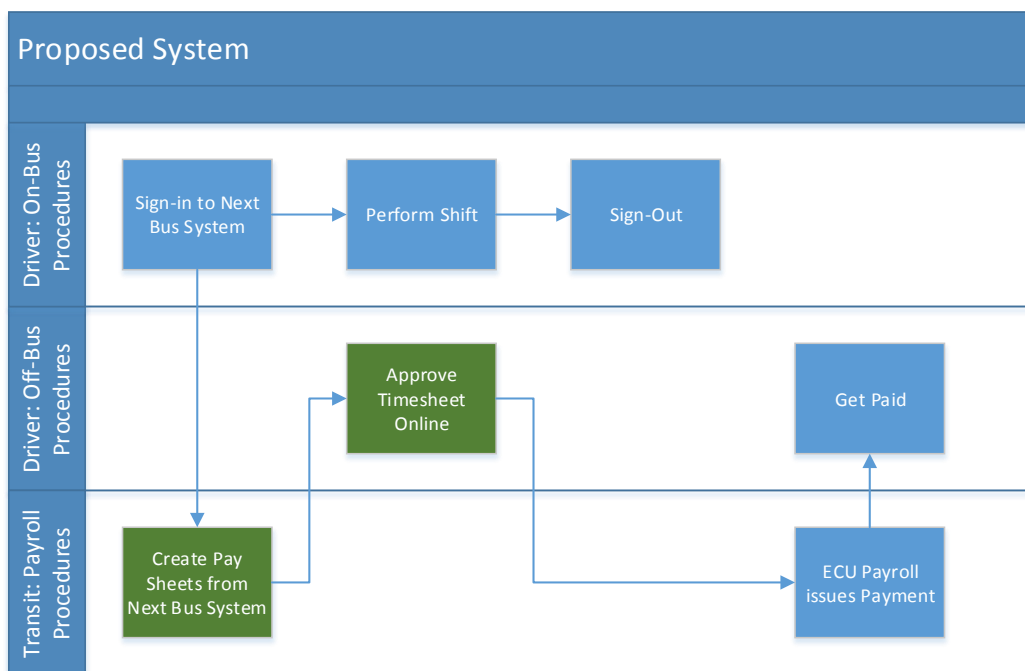 Proposed System
Driver: On-Bus
Procedures
Sign-in to Next
Bus System
Perform Shift
Sign-Out
Driver: Off-Bus
Procedures
Approve
Timesheet
Online
Get Paid
Transit: Payroll
Procedures
Create Pay
Sheets from
Next Bus System
ECU Payroll
issues Payment